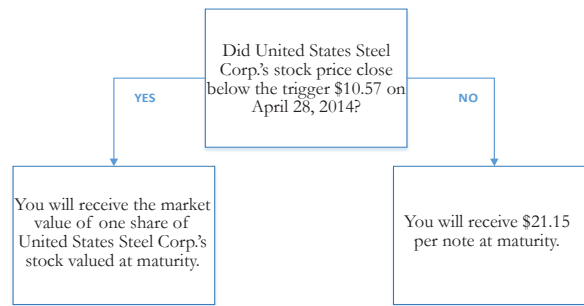 Did United States Steel
Corp.'s stock price close
below the trigger $10.57 on
April 28, 2014?
YES
NO
You will receive the market
value of one share of
United States Steel Corp.'s
stock valued at maturity.
You will receive $21.15
per note at maturity.